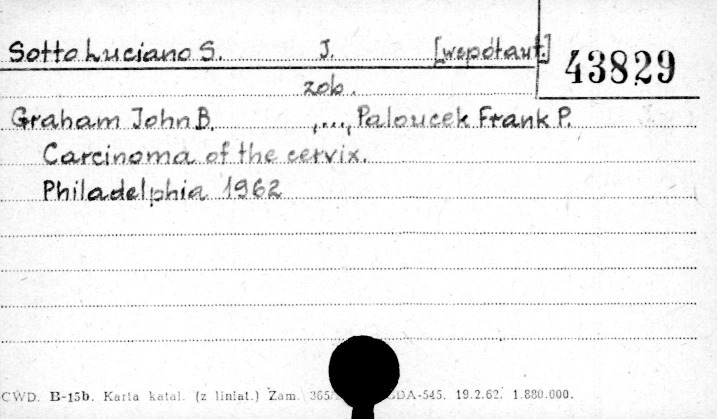 Sotto Luciano S. J. [współaut.]
43829
zob.
Graham John B. ,..., Paloucek Frank P.
Carcinoma of the cervix.
Philadelphia 1962
CWD. B-15b. Karta katal. (z liniat.) Zam. 365/ GDA-545. 19.2.62. 1.880.000.